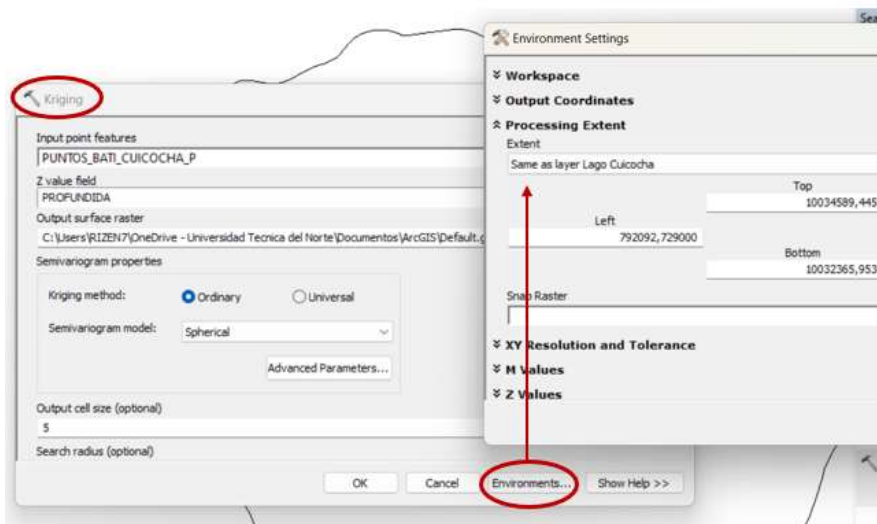 Kriging
Input point features
PUNTOS_BATI_CUICOCHA_P
Z value field
PROFUNDIDA
Output surface raster
C:\Users\RIZEN7\OneDrive - Universidad Tecnica del Norte\Documentos\ArcGIS\Default.g
Semivariogram properties
Kriging method:
Ordinary
Universal
Semivariogram model:
Spherical
Advanced Parameters...
Output cell size (optional)
5
Search radius (optional)
OK
Cancel
Environments...
Show Help >>
Sea
Environment Settings
Workspace
Output Coordinates
Processing Extent
Extent
Same as layer Lago Cuicocha
Top
10034589,445
Left
792092,729000
Bottom
10032365,953
Snap Raster
XY Resolution and Tolerance
M Values
Z Values